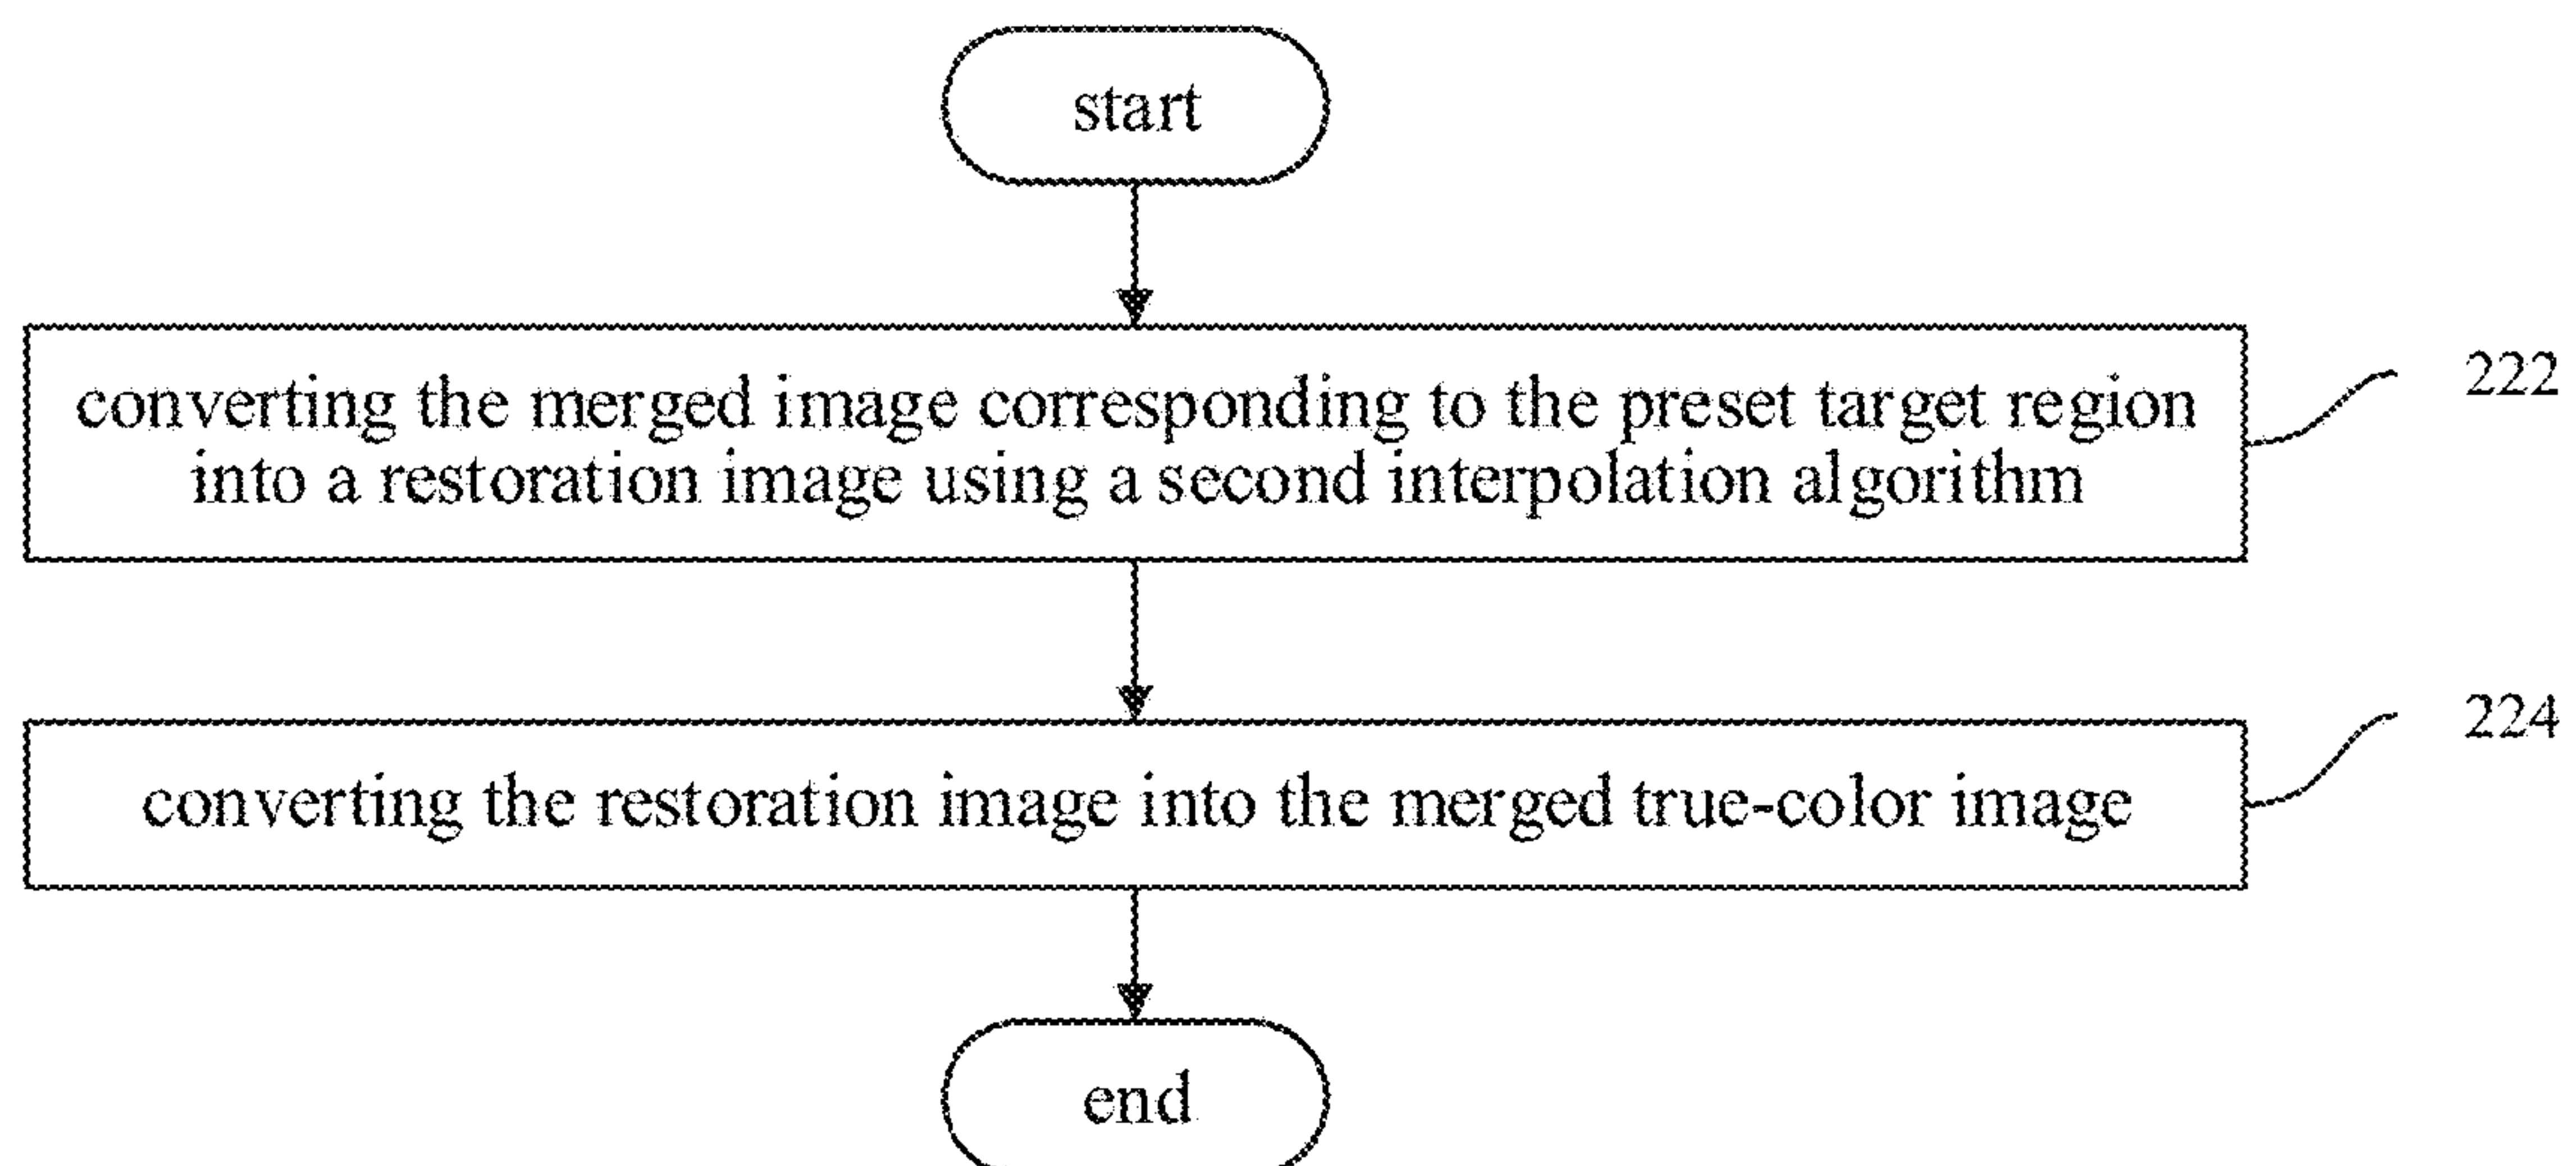 start
converting the merged image corresponding to the preset target region
into a restoration image using a second interpolation algorithm
222
converting the restoration image into the merged true-color image
224
end